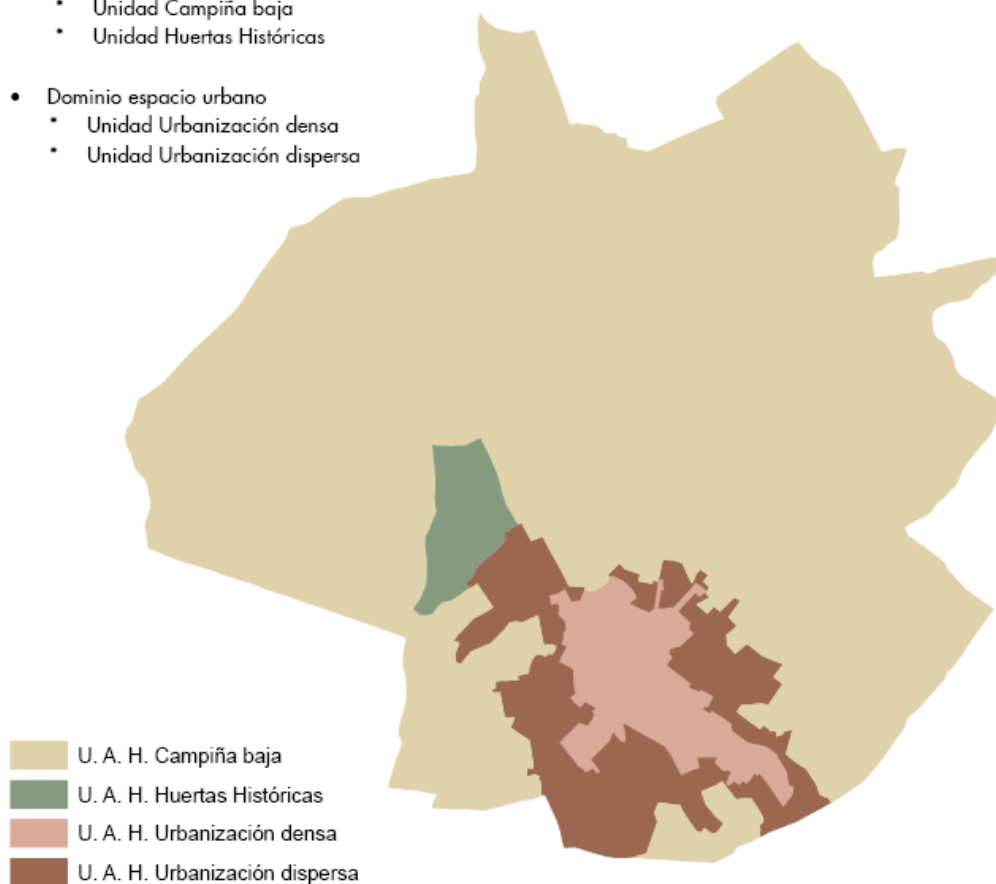 * Unidad Campiña baja
* Unidad Huertas Históricas
• Dominio espacio urbano
* Unidad Urbanización densa
* Unidad Urbanización dispersa
U. A. H. Campiña baja
U. A. H. Huertas Históricas
U. A. H. Urbanización densa
U. A. H. Urbanización dispersa